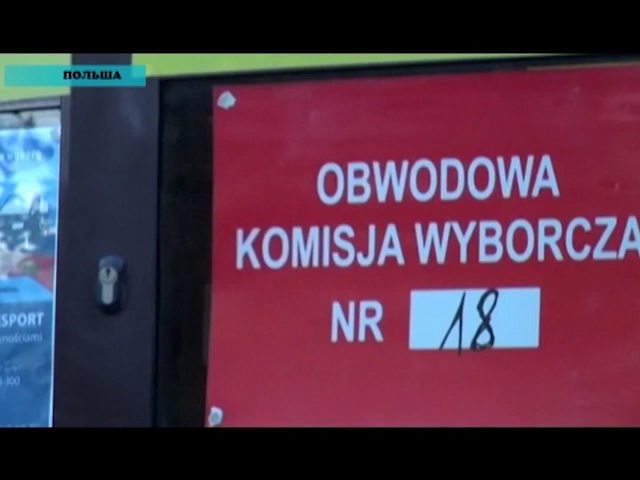 ПОЛЬША
OBWODOWA
KOMISJA WYBORCZA
NR 18
SPORT